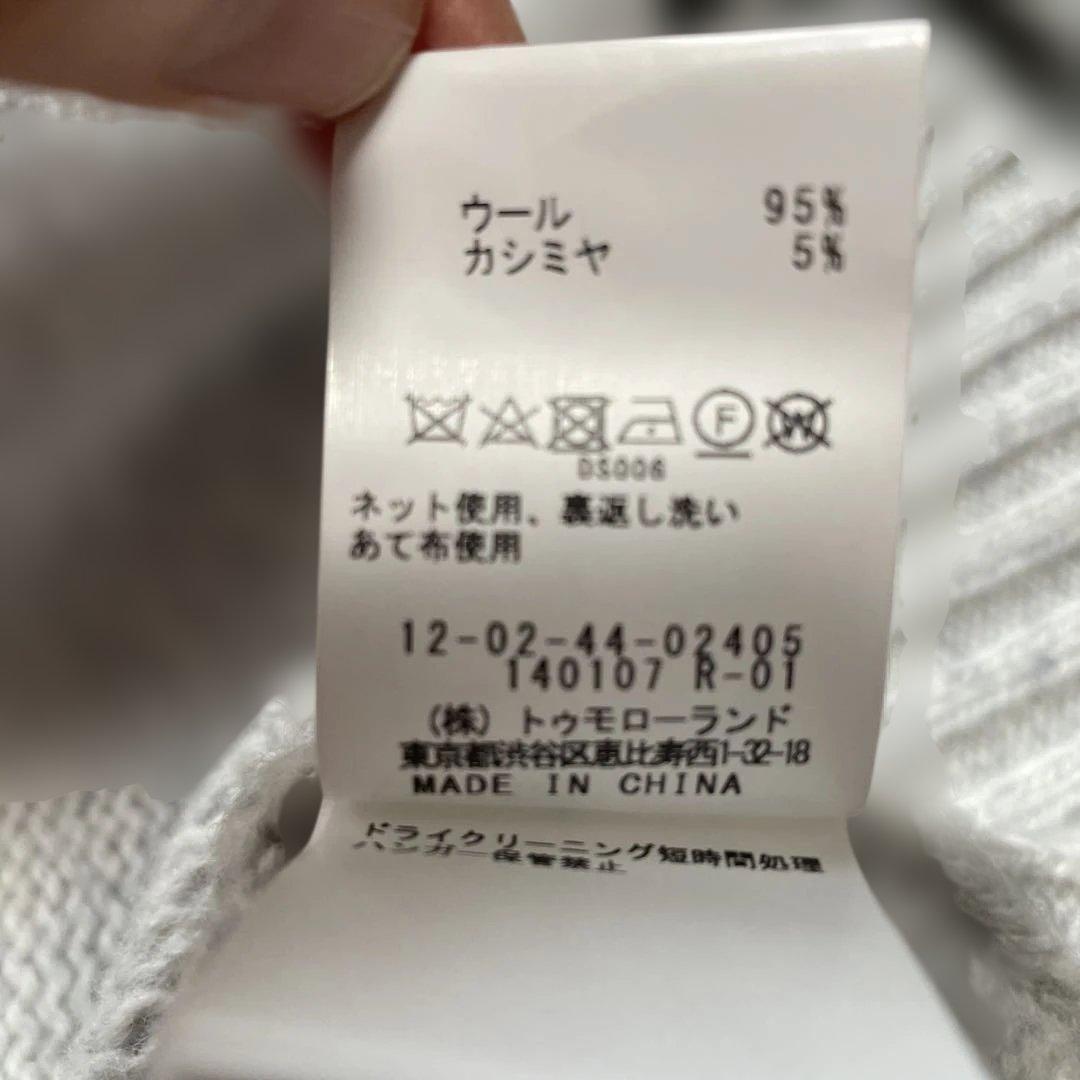 ウール 95%
カシミヤ 5%
F W
DS006
ネット使用、裏返し洗い
あて布使用
12-02-44-02405
140107 R-01
(株) トゥモローランド
東京都渋谷区恵比寿西1-32-18
MADE IN CHINA
ドライクリーニング短時間処理
ハンガー保管禁止